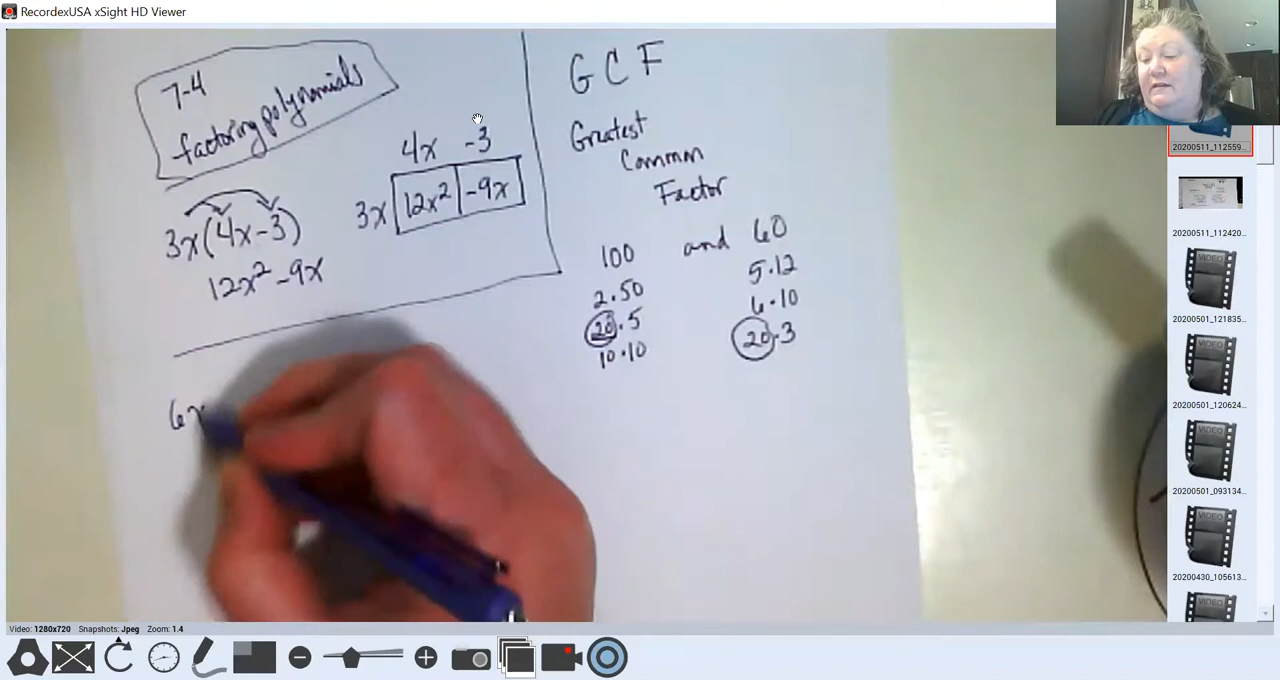 RecordexUSA xSight HD Viewer
7-4
factoring polynomials
3x(4x-3)
12x² -9x
4x -3
3x 12x² -9x
GCF
Greatest
Common
Factor
100 and 60
2·50
20·5
10·10
5·12
6·10
20·3
6x
20200511_112559...
20200511_112420...
VIDEO
20200501_121835...
VIDEO
20200501_120624...
VIDEO
20200501_093134...
VIDEO
20200430_105613...
VIDEO
Video: 1280x720 Snapshots: Jpeg Zoom: 1.4